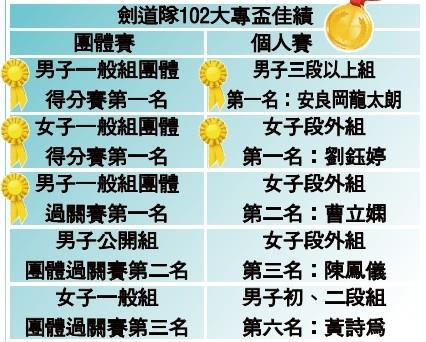 劍道隊102大專盃佳績
團體賽
個人賽
男子一般組團體
得分賽第一名
男子三段以上組
第一名：安良岡龍太朗
女子一般組團體
得分賽第一名
女子段外組
第一名：劉鈺婷
男子一般組團體
過關賽第一名
女子段外組
第二名：曹立嫻
男子公開組
團體過關賽第二名
女子段外組
第三名：陳鳳儀
女子一般組
團體過關賽第三名
男子初、二段組
第六名：黃詩為